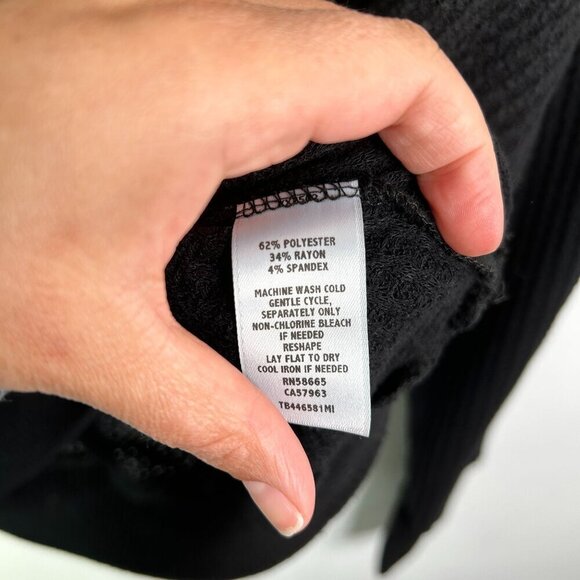 62% POLYESTER
34% RAYON
4% SPANDEX
MACHINE WASH COLD
GENTLE CYCLE,
SEPARATELY ONLY
NON-CHLORINE BLEACH
IF NEEDED
RESHAPE
LAY FLAT TO DRY
COOL IRON IF NEEDED
RN58665
CA57963
TB446581MI